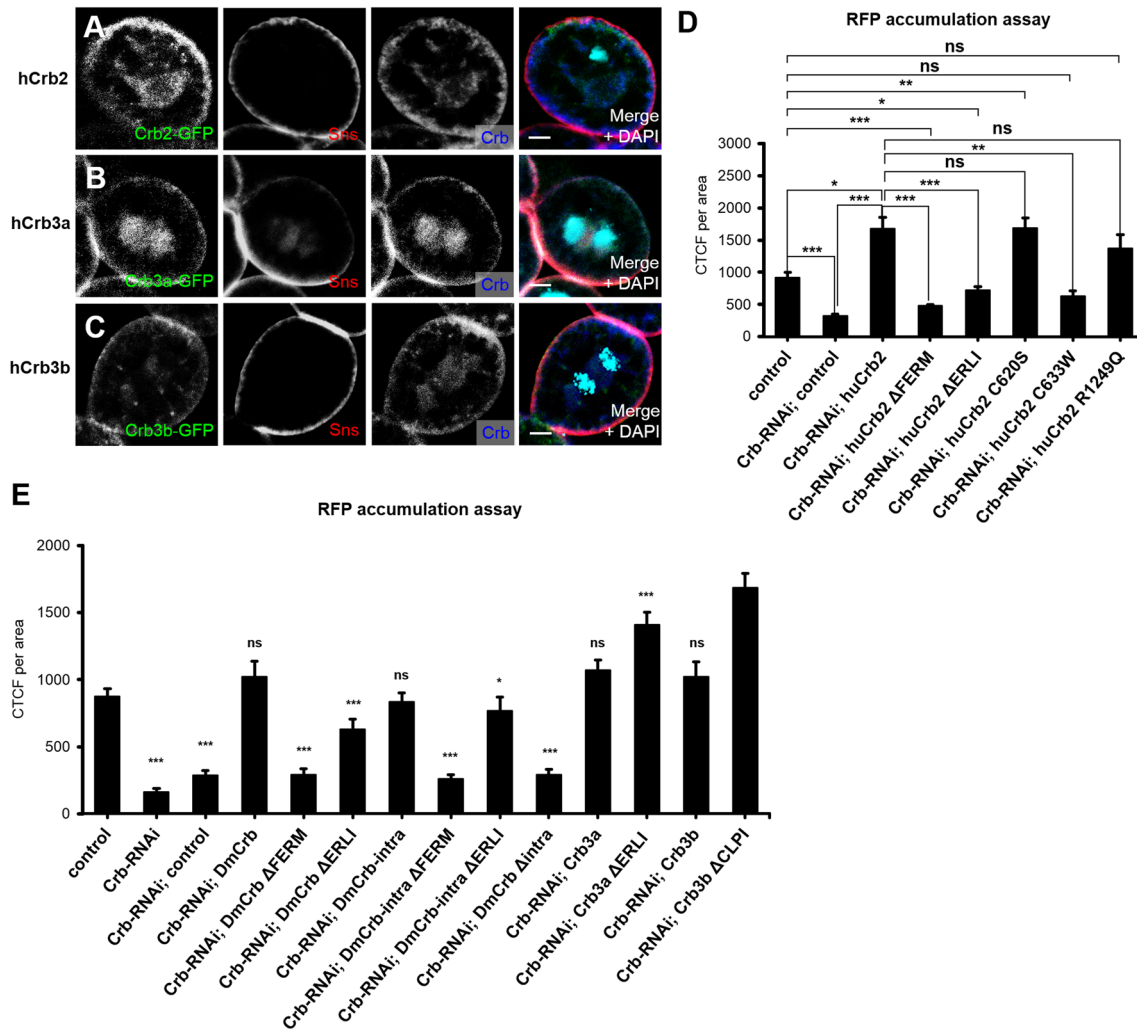 A
hCrb2
Crb2-GFP
Sns
Crb
Merge
+ DAPI
B
hCrb3a
Crb3a-GFP
Sns
Crb
Merge
+ DAPI
C
hCrb3b
Crb3b-GFP
Sns
Crb
Merge
+ DAPI
D
RFP accumulation assay
ns
ns
**
*
***
ns
**
ns
* *** *** ***
***
CTCF per area
3000
2500
2000
1500
1000
500
0
control
Crb-RNAi; control
Crb-RNAi; huCrb2
Crb-RNAi; huCrb2 ΔFERM
Crb-RNAi; huCrb2 ΔERLI
Crb-RNAi; huCrb2 C620S
Crb-RNAi; huCrb2 C633W
Crb-RNAi; huCrb2 R1249Q
E
RFP accumulation assay
CTCF per area
2000
1500
1000
500
0
*** *** ns *** *** ns *** * *** ns *** ns
control
Crb-RNAi
Crb-RNAi; control
Crb-RNAi; DmCrb
Crb-RNAi; DmCrb ΔFERM
Crb-RNAi; DmCrb ΔERLI
Crb-RNAi; DmCrb-intra
Crb-RNAi; DmCrb-intra ΔFERM
Crb-RNAi; DmCrb-intra ΔERLI
Crb-RNAi; DmCrb Δintra
Crb-RNAi; Crb3a
Crb-RNAi; Crb3a ΔERLI
Crb-RNAi; Crb3b
Crb-RNAi; Crb3b ΔCLPI